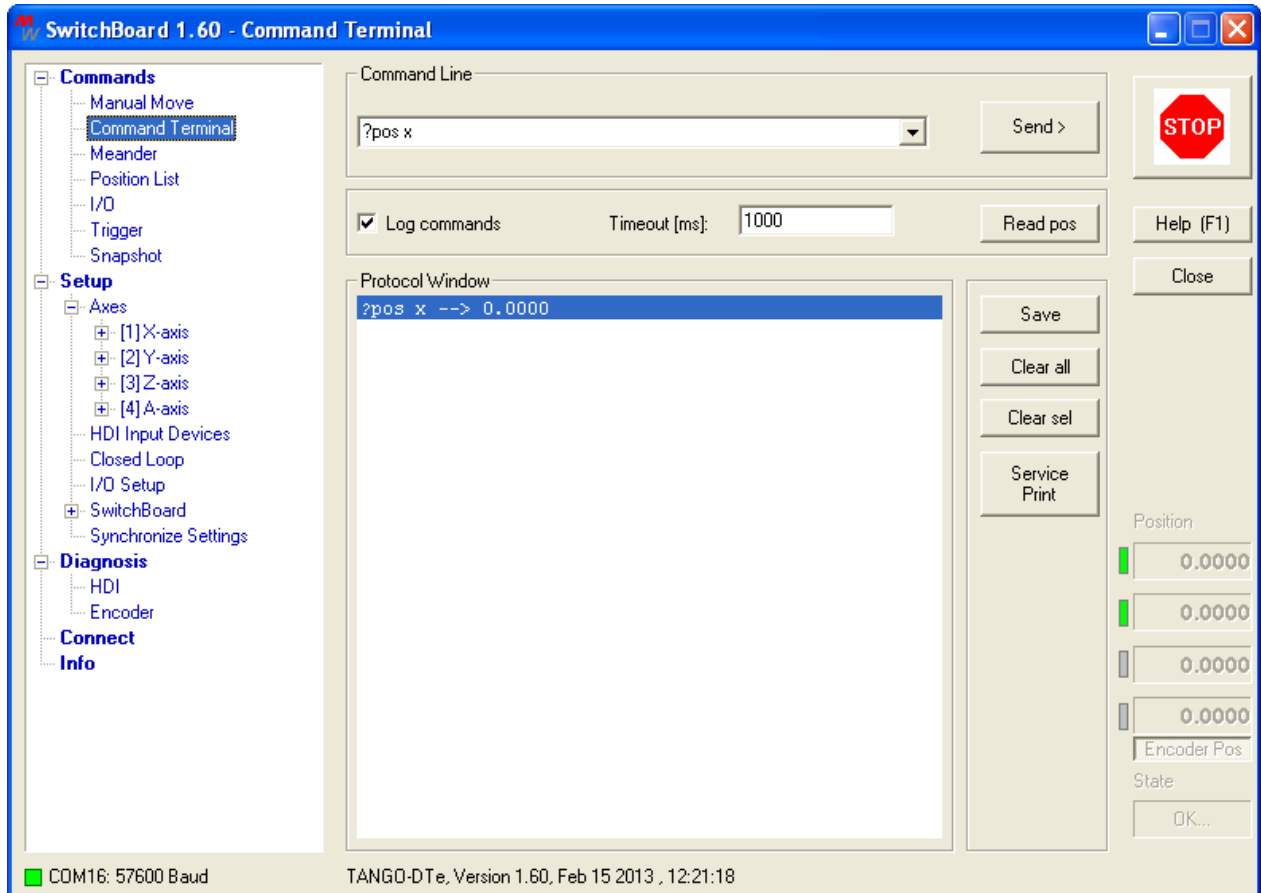 SwitchBoard 1.60 - Command Terminal
Commands
Manual Move
Command Terminal
Meander
Position List
I/O
Trigger
Snapshot
Setup
Axes
[1] X-axis
[2] Y-axis
[3] Z-axis
[4] A-axis
HDI Input Devices
Closed Loop
I/O Setup
SwitchBoard
Synchronize Settings
Diagnosis
HDI
Encoder
Connect
Info
Command Line
?pos x
Send >
Log commands
Timeout [ms]:
1000
Read pos
Protocol Window
?pos x --> 0.0000
Save
Clear all
Clear sel
Service
Print
STOP
Help (F1)
Close
Position
0.0000
0.0000
0.0000
0.0000
Encoder Pos
State
OK...
COM16: 57600 Baud
TANGO-DTe, Version 1.60, Feb 15 2013 , 12:21:18